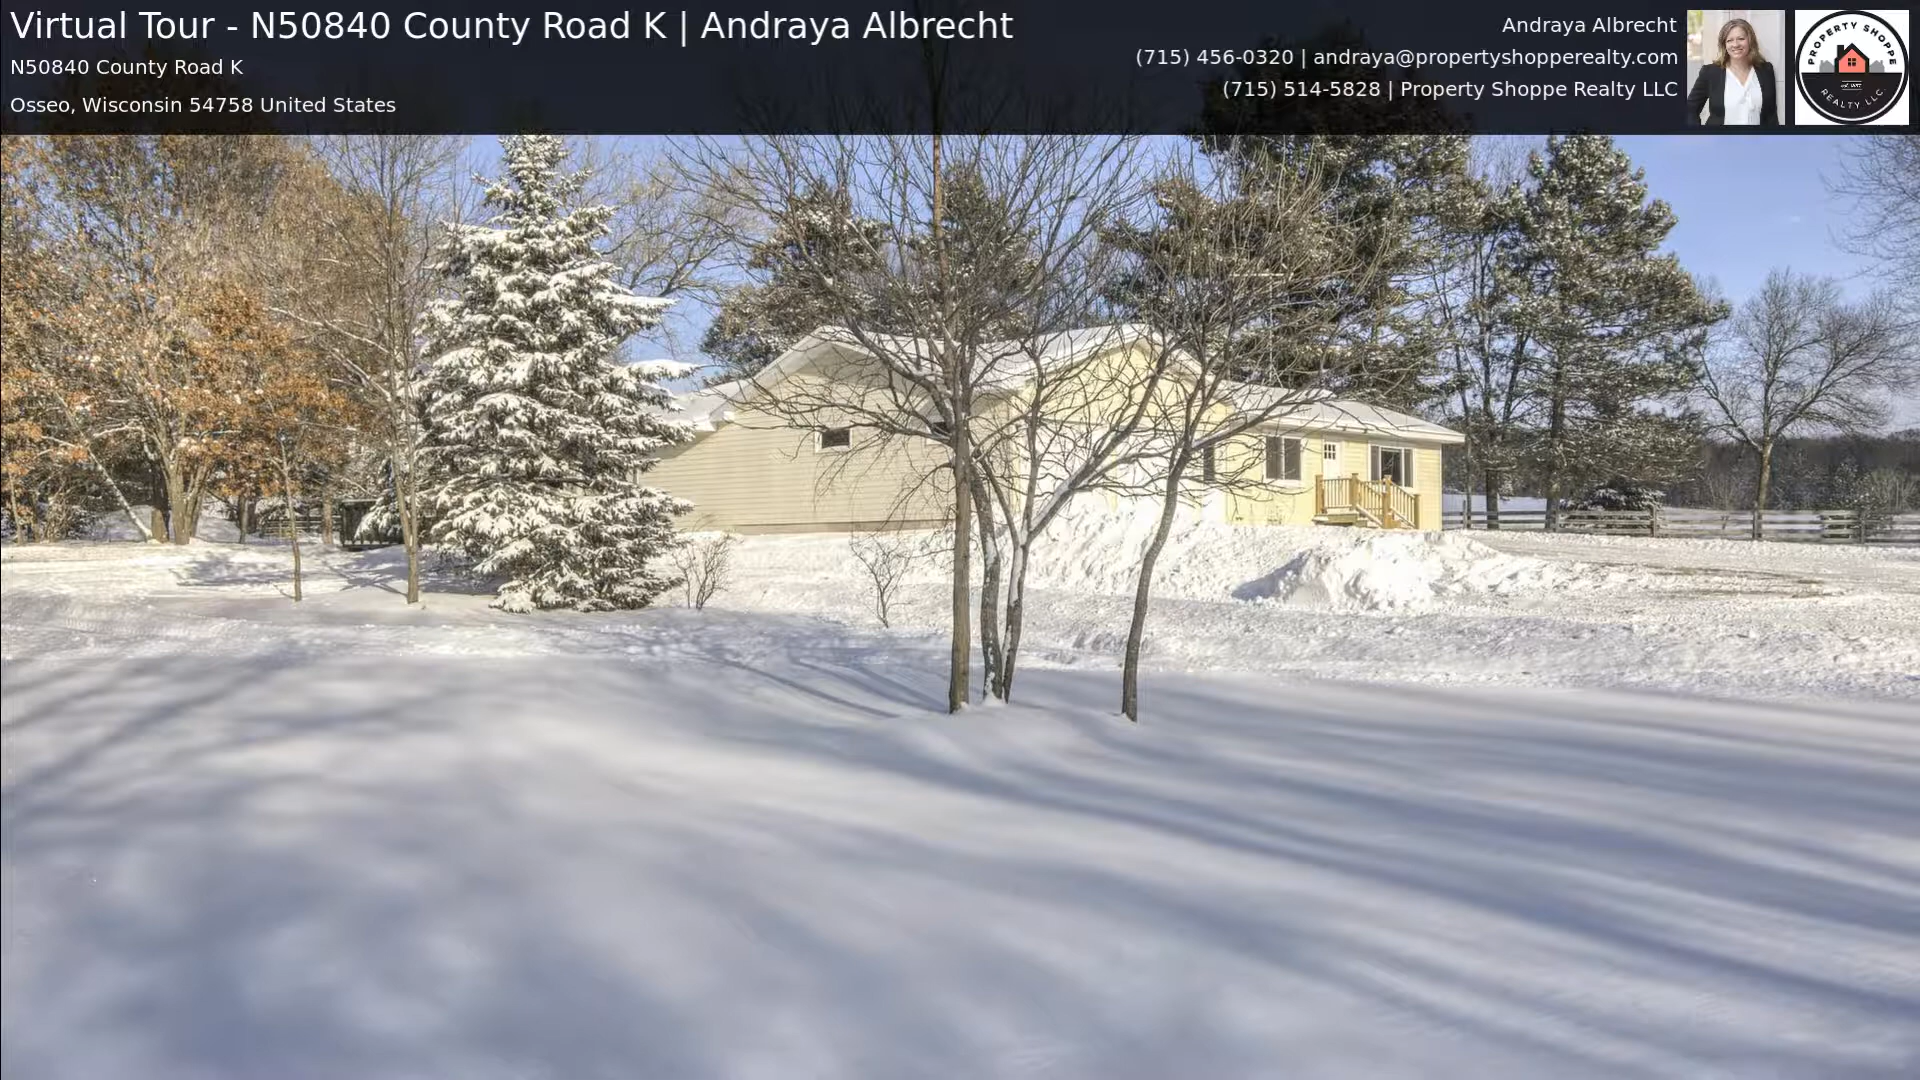 Virtual Tour - N50840 County Road K | Andraya Albrecht
N50840 County Road K
Osseo, Wisconsin 54758 United States
Andraya Albrecht
(715) 456-0320 | andraya@propertyshopperealty.com
(715) 514-5828 | Property Shoppe Realty LLC
PROPERTY SHOPPE
REALTY LLC.